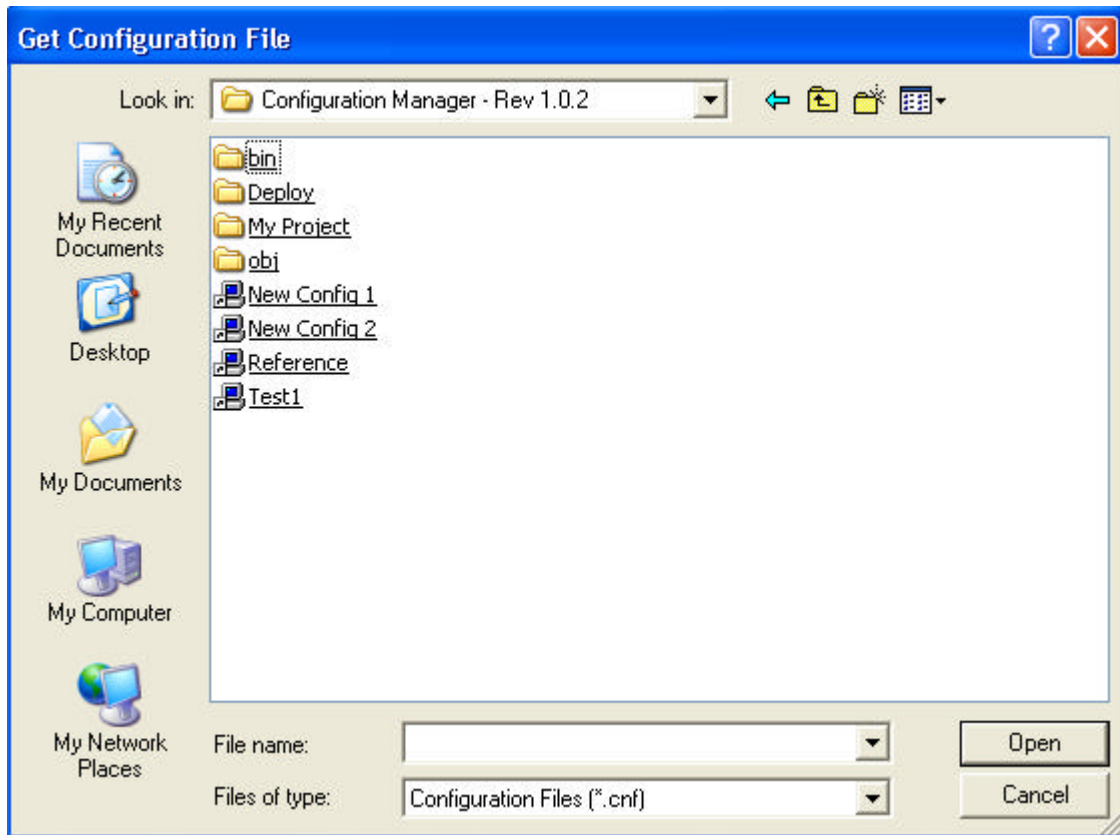 Get Configuration File
Look in: Configuration Manager - Rev 1.0.2
bin
Deploy
My Project
obj
New Config 1
New Config 2
Reference
Test1
My Recent
Documents
Desktop
My Documents
My Computer
My Network
Places
File name:
Open
Files of type: Configuration Files (*.cnf)
Cancel